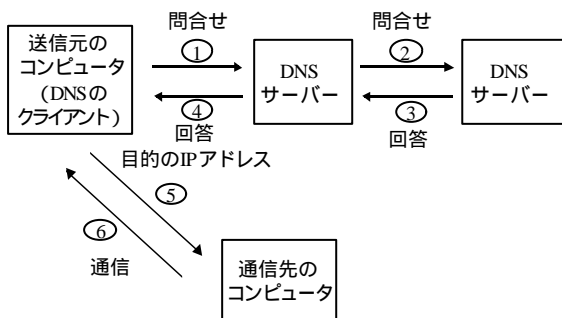 問合せ
問合せ
①
②
送信元の
コンピュータ
(DNSの
クライアント)
DNS
サーバー
DNS
サーバー
④
③
回答
回答
目的のIPアドレス
⑤
⑥
通信
通信先の
コンピュータ